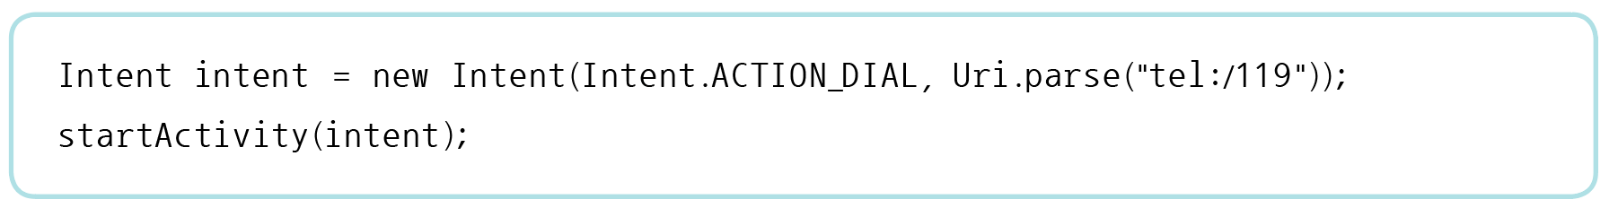 Intent intent = new Intent(Intent.ACTION_DIAL, Uri.parse("tel:/119"));
startActivity(intent);